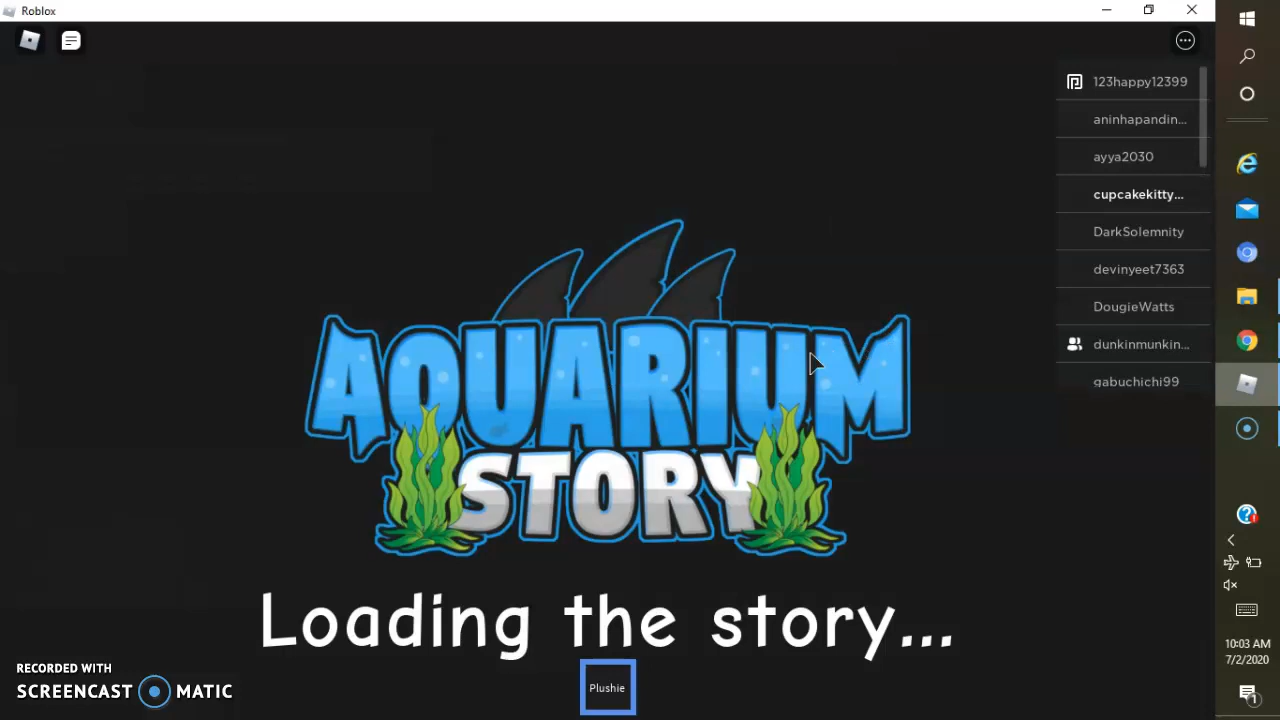 Roblox
123happy12399
aninhapandin...
ayya2030
cupcakekitty...
DarkSolemnity
devinyeet7363
DougieWatts
dunkinmunkin...
gabuchichi99
AQUARIUM
STORY
Loading the story...
Plushie
RECORDED WITH
SCREENCAST MATIC
10:03 AM
7/2/2020
1